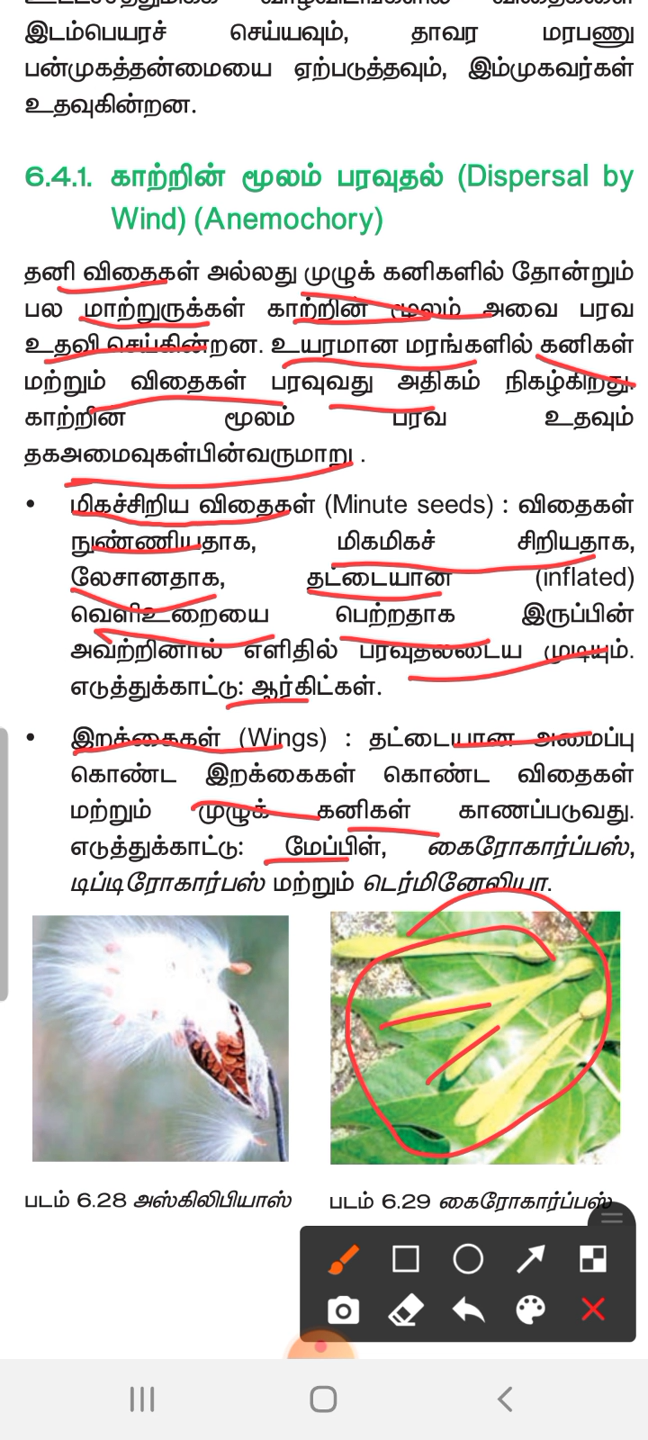 இடம்பெயரச் செய்யவும், தாவர மரபணு
பன்முகத்தன்மையை ஏற்படுத்தவும், இம்முகவர்கள்
உதவுகின்றன.
6.4.1. காற்றின் மூலம் பரவுதல் (Dispersal by
Wind) (Anemochory)
தனி விதைகள் அல்லது முழுக் கனிகளில் தோன்றும்
பல மாற்றுருக்கள் காற்றின் மூலம் அவை பரவ
உதவி செய்கின்றன. உயரமான மரங்களில் கனிகள்
மற்றும் விதைகள் பரவுவது அதிகம் நிகழ்கிறது.
காற்றின் மூலம் பரவ உதவும்
தகஅமைவுகள்பின்வருமாறு .
• மிகச்சிறிய விதைகள் (Minute seeds) : விதைகள்
நுண்ணியதாக, மிகமிகச் சிறியதாக,
லேசானதாக, தட்டையான (inflated)
வெளிஉறையை பெற்றதாக இருப்பின்
அவற்றினால் எளிதில் பரவுதலடைய முடியும்.
எடுத்துக்காட்டு: ஆர்கிட்கள்.
• இறக்கைகள் (Wings) : தட்டையான அமைப்பு
கொண்ட இறக்கைகள் கொண்ட விதைகள்
மற்றும் முழுக் கனிகள் காணப்படுவது.
எடுத்துக்காட்டு: மேப்பிள், கைரோகார்ப்பஸ்,
டிப்டிரோகார்பஸ் மற்றும் டெர்மினேலியா.
படம் 6.28 அஸ்கிலிபியாஸ்
படம் 6.29 கைரோகார்ப்பஸ்